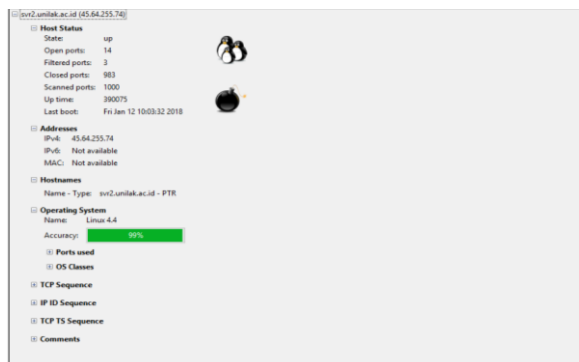 svr2.unilak.ac.id (45.64.255.74)
Host Status
State: up
Open ports: 14
Filtered ports: 3
Closed ports: 983
Scanned ports: 1000
Up time: 390075
Last boot: Fri Jan 12 10:03:32 2018
Addresses
IPv4: 45.64.255.74
IPv6: Not available
MAC: Not available
Hostnames
Name - Type: svr2.unilak.ac.id - PTR
Operating System
Name: Linux 4.4
Accuracy: 99%
Ports used
OS Classes
TCP Sequence
IP ID Sequence
TCP TS Sequence
Comments